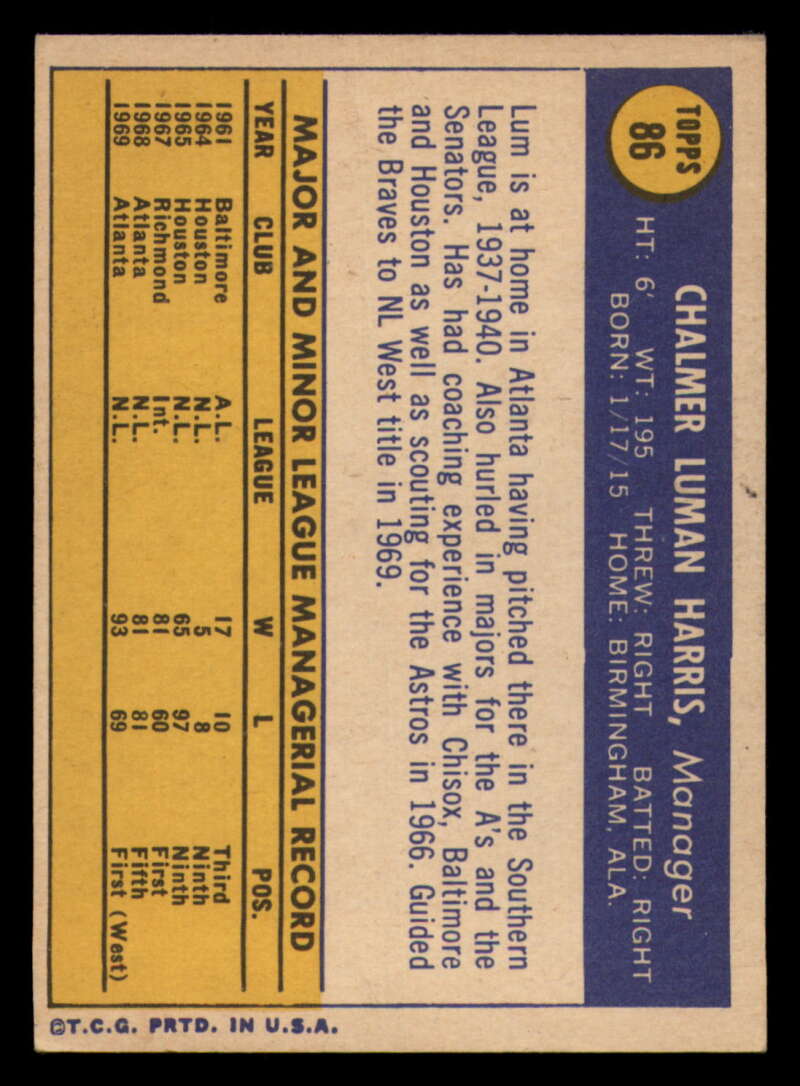 TOPPS
86
CHALMER LUMAN HARRIS, Manager
HT: 6' WT: 195 THREW: RIGHT BATTED: RIGHT
BORN: 1/17/15 HOME: BIRMINGHAM, ALA.
Lum is at home in Atlanta having pitched there in the Southern
League, 1937-1940. Also hurled in majors for the A's and the
Senators. Has had coaching experience with Chisox, Baltimore
and Houston as well as scouting for the Astros in 1966. Guided
the Braves to NL West title in 1969.
MAJOR AND MINOR LEAGUE MANAGERIAL RECORD
YEAR CLUB LEAGUE W L POS.
1961 Baltimore A.L. 17 10 Third
1964 Houston N.L. 5 8 Ninth
1965 Houston N.L. 65 97 Ninth
1967 Richmond Int. 81 60 First
1968 Atlanta N.L. 81 81 Fifth
1969 Atlanta N.L. 93 69 First (West)
©T.C.G. PRTD. IN U.S.A.